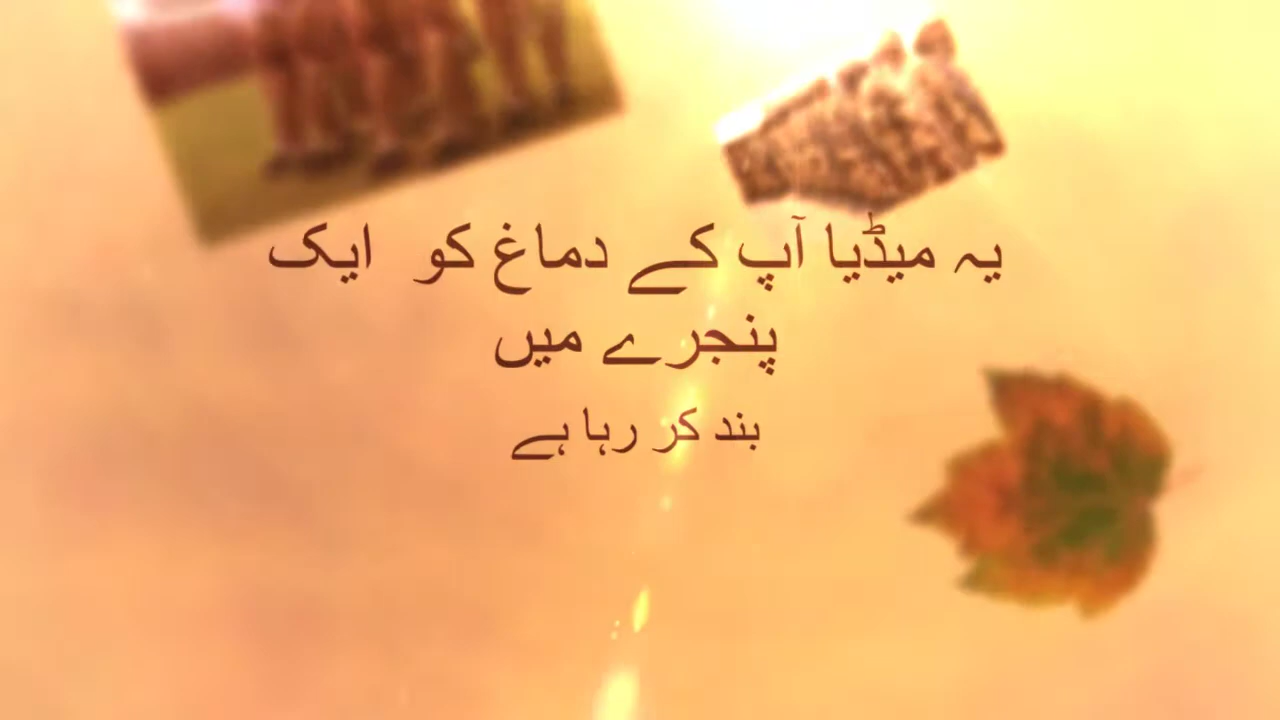 یہ میڈیا آپ کے دماغ کو ایک
پنجرے میں
بند کر رہا ہے